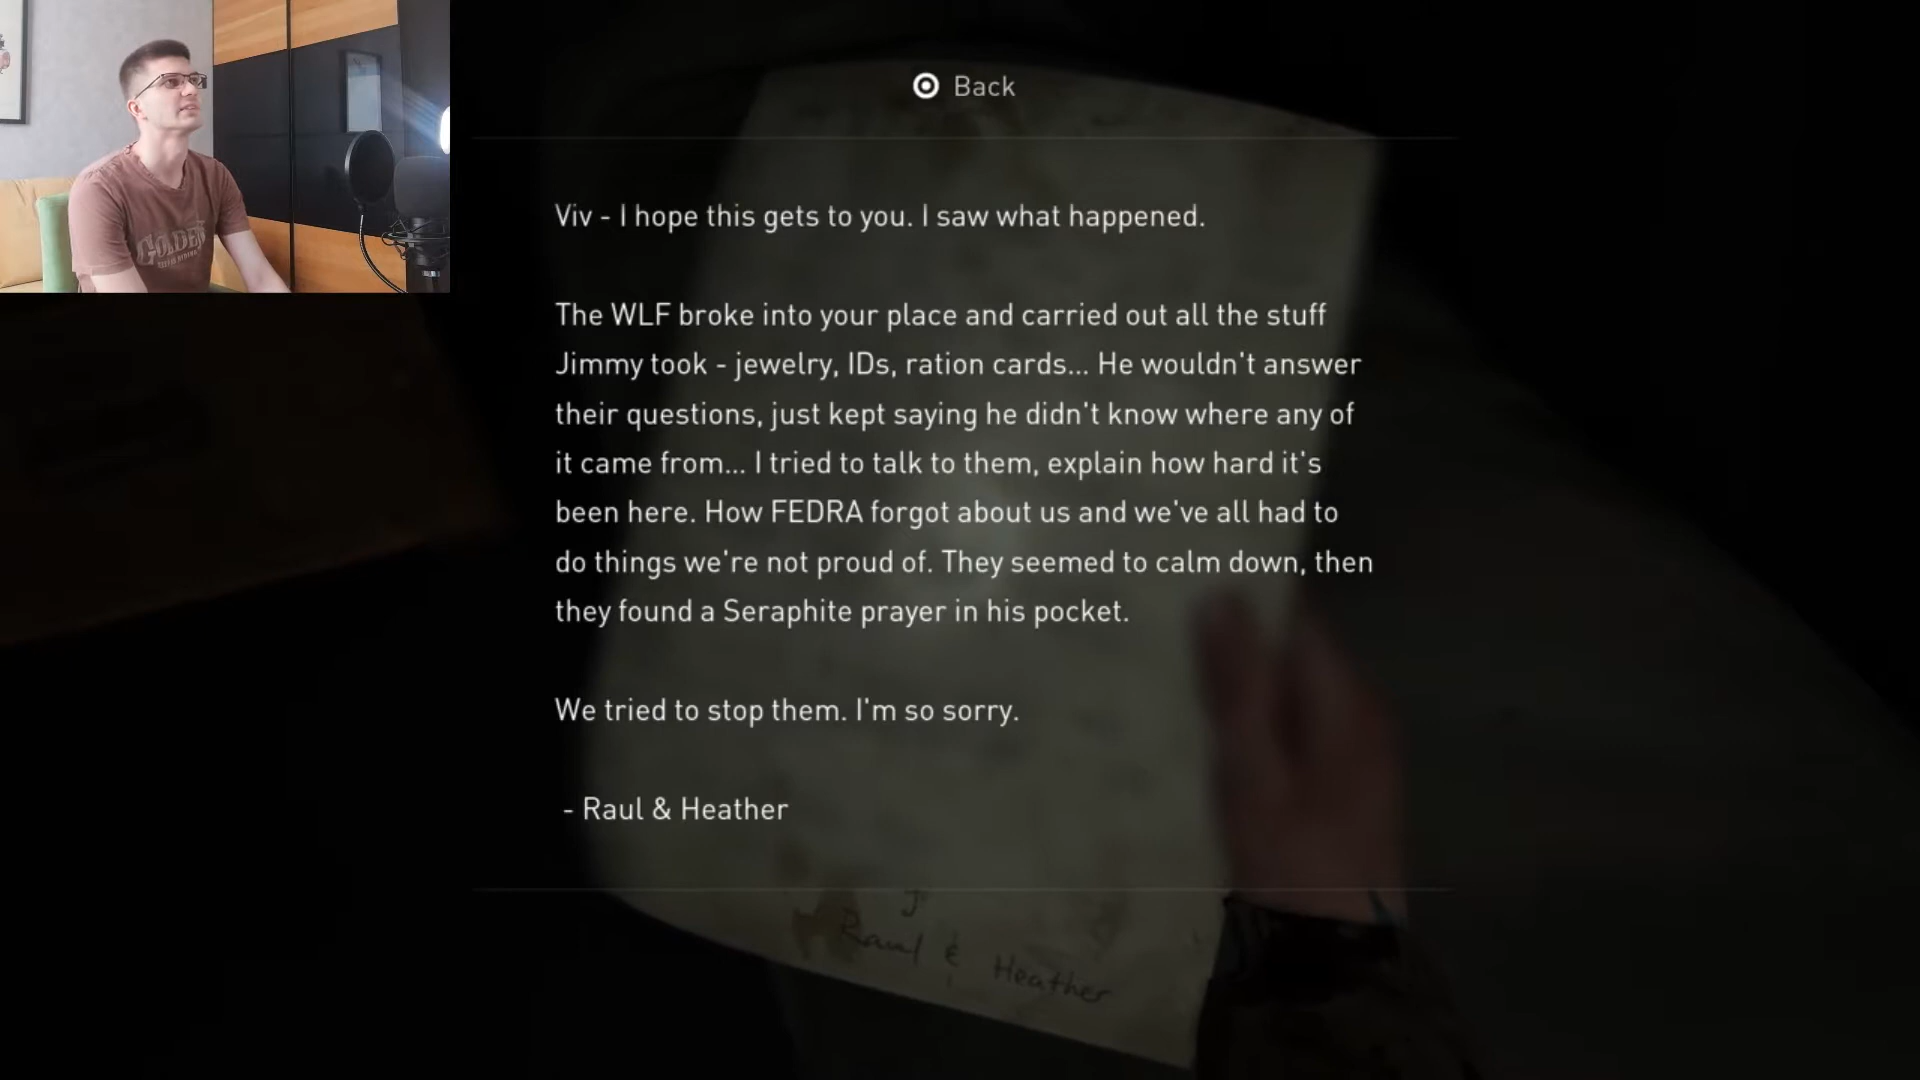 Back
Viv - I hope this gets to you. I saw what happened.
The WLF broke into your place and carried out all the stuff
Jimmy took - jewelry, IDs, ration cards... He wouldn't answer
their questions, just kept saying he didn't know where any of
it came from... I tried to talk to them, explain how hard it's
been here. How FEDRA forgot about us and we've all had to
do things we're not proud of. They seemed to calm down, then
they found a Seraphite prayer in his pocket.
We tried to stop them. I'm so sorry.
- Raul & Heather
Raul & Heather
GOLDEN